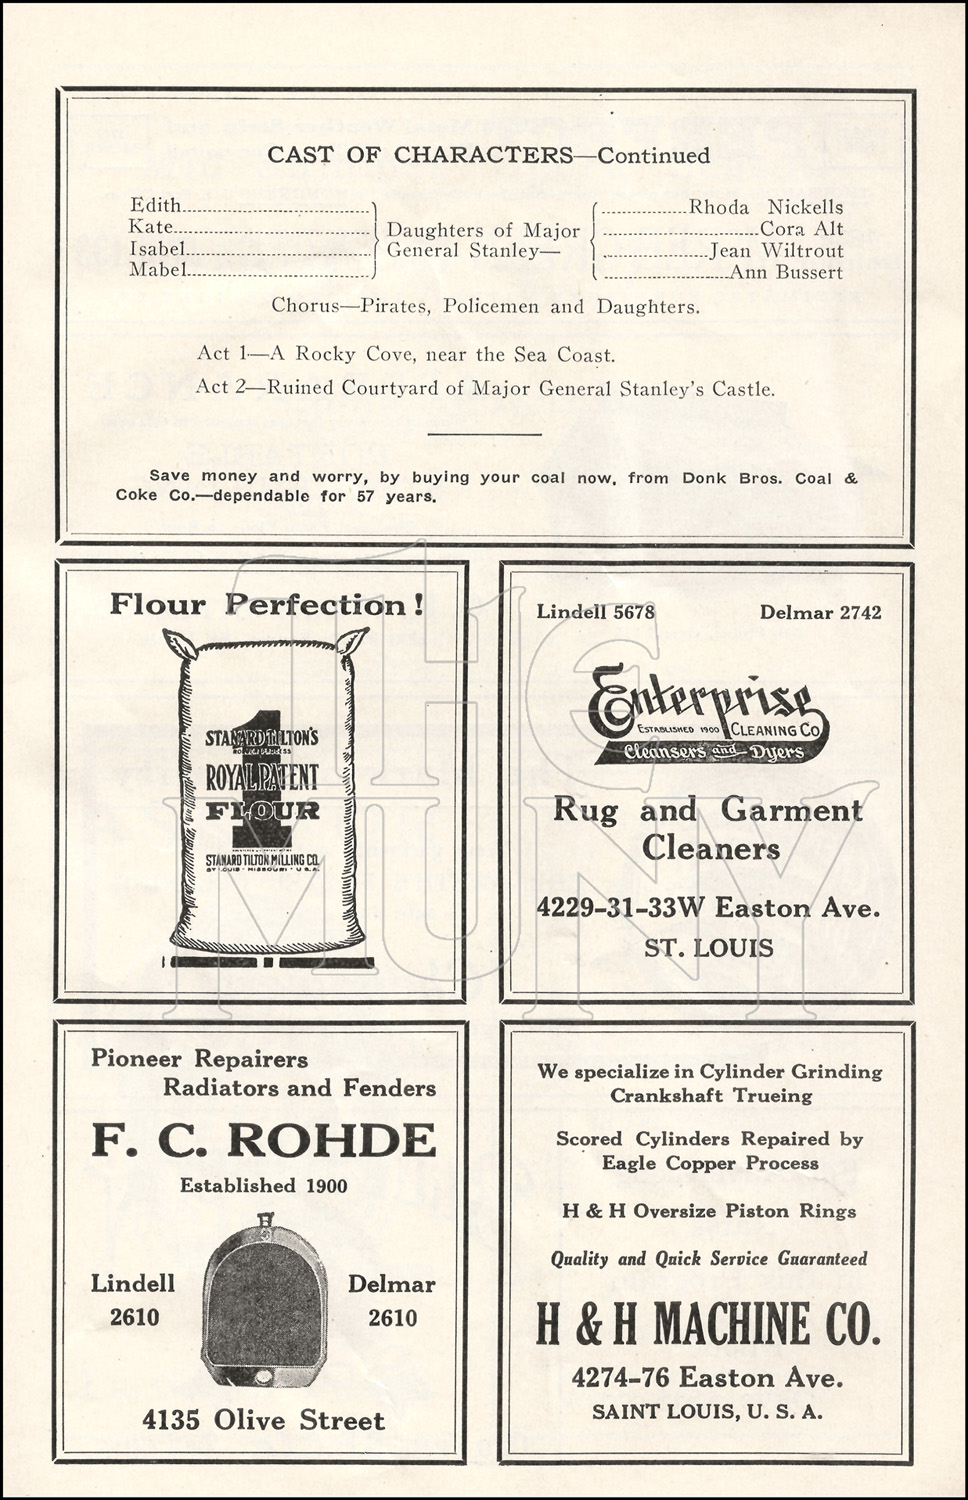 CAST OF CHARACTERS—Continued
Edith
Kate
Isabel
Mabel
Daughters of Major
General Stanley—
Rhoda Nickells
Cora Alt
Jean Wiltrout
Ann Bussert
Chorus—Pirates, Policemen and Daughters.
Act 1—A Rocky Cove, near the Sea Coast.
Act 2—Ruined Courtyard of Major General Stanley's Castle.
Save money and worry, by buying your coal now, from Donk Bros. Coal &
Coke Co.—dependable for 57 years.
Flour Perfection!
1
STANARD TILTON'S
ROYAL PATENT
FLOUR
STANARD TILTON MILLING CO.
ST. LOUIS · MISSOURI · U.S.A.
Lindell 5678 Delmar 2742
Enterprise
ESTABLISHED 1900 CLEANING CO
Cleansers and Dyers
Rug and Garment
Cleaners
4229-31-33W Easton Ave.
ST. LOUIS
Pioneer Repairers
Radiators and Fenders
F. C. ROHDE
Established 1900
Lindell
2610
Delmar
2610
4135 Olive Street
We specialize in Cylinder Grinding
Crankshaft Trueing
Scored Cylinders Repaired by
Eagle Copper Process
H & H Oversize Piston Rings
Quality and Quick Service Guaranteed
H & H MACHINE CO.
4274-76 Easton Ave.
SAINT LOUIS, U. S. A.
THE
MUNY